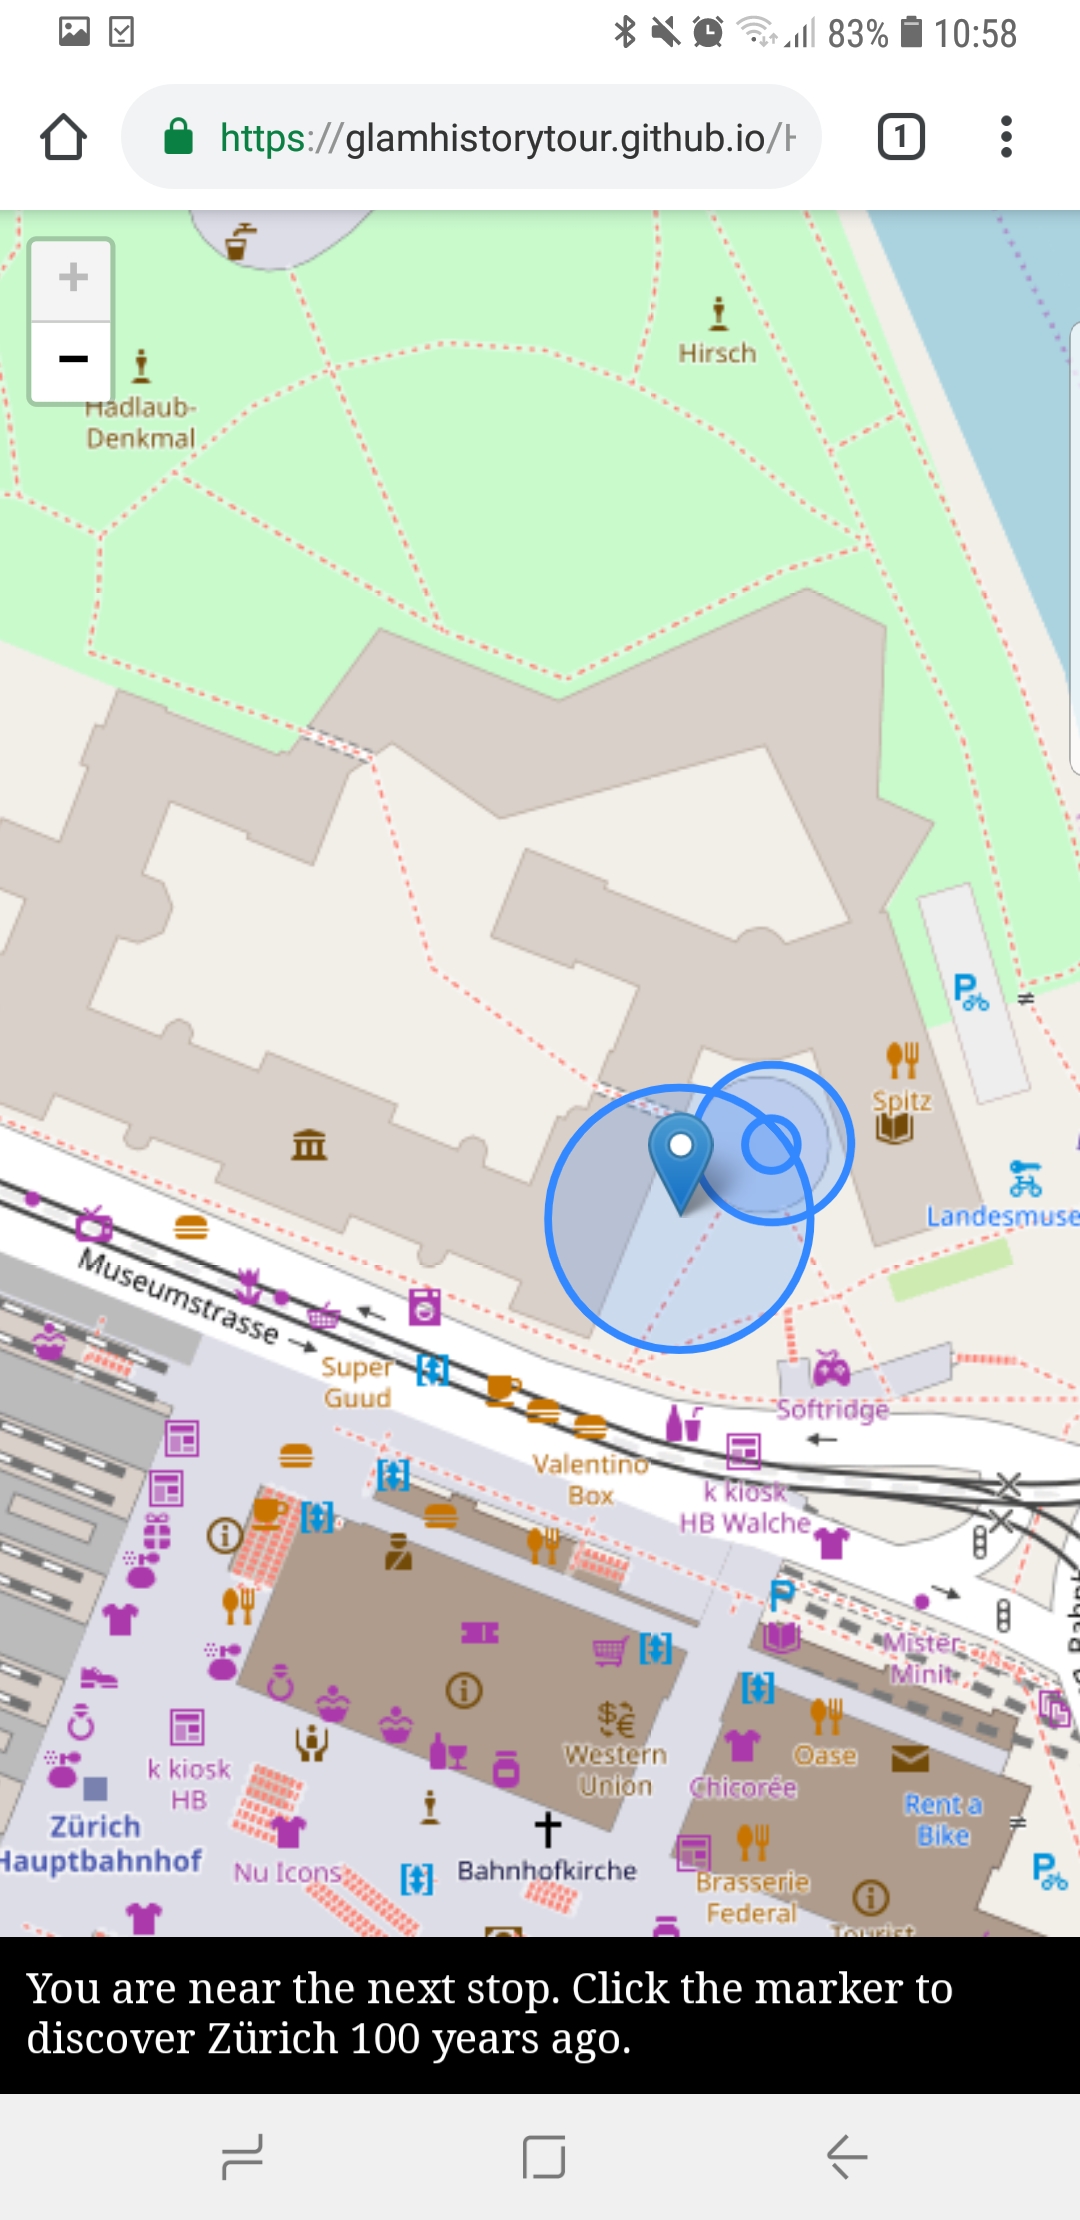 83% 10:58
https://glamhistorytour.github.io/
1
+
−
Hirsch
Hadlaub-
Denkmal
P
Spitz
Landesmuse
Museumstrasse
Super
Guud
Softridge
Valentino
Box
k kiosk
HB Walche
P
Mister
Minit
Western
Union
Oase
Chicorée
k kiosk
HB
Rent a
Bike
Zürich
Hauptbahnhof
Nu Icons
Bahnhofkirche
P
Brasserie
Federal
Tourist
You are near the next stop. Click the marker to
discover Zürich 100 years ago.